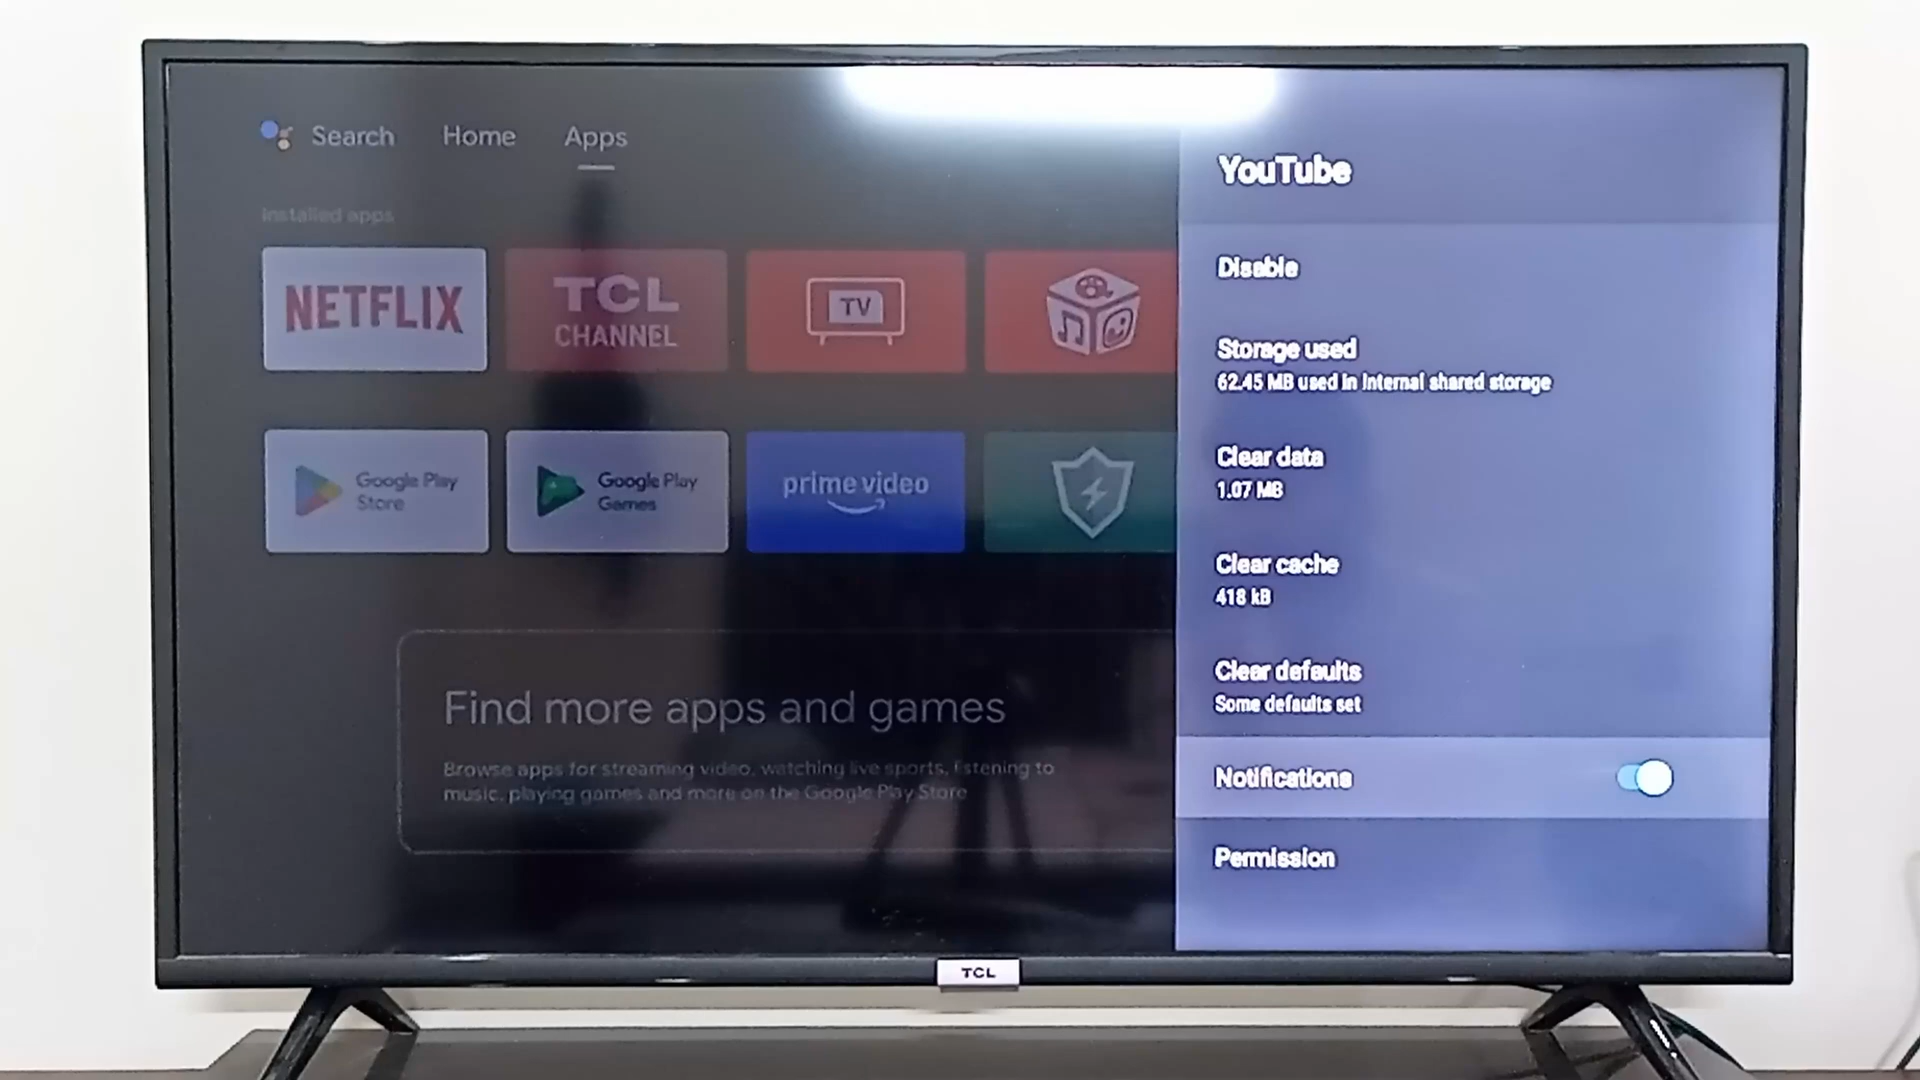 Search Home Apps
Installed apps
NETFLIX
TCL
CHANNEL
TV
Google Play
Store
Google Play
Games
prime video
Find more apps and games
Browse apps for streaming video, watching live sports, listening to
music, playing games and more on the Google Play Store
YouTube
Disable
Storage used
62.45 MB used in Internal shared storage
Clear data
1.07 MB
Clear cache
418 kB
Clear defaults
Some defaults set
Notifications
Permission
TCL